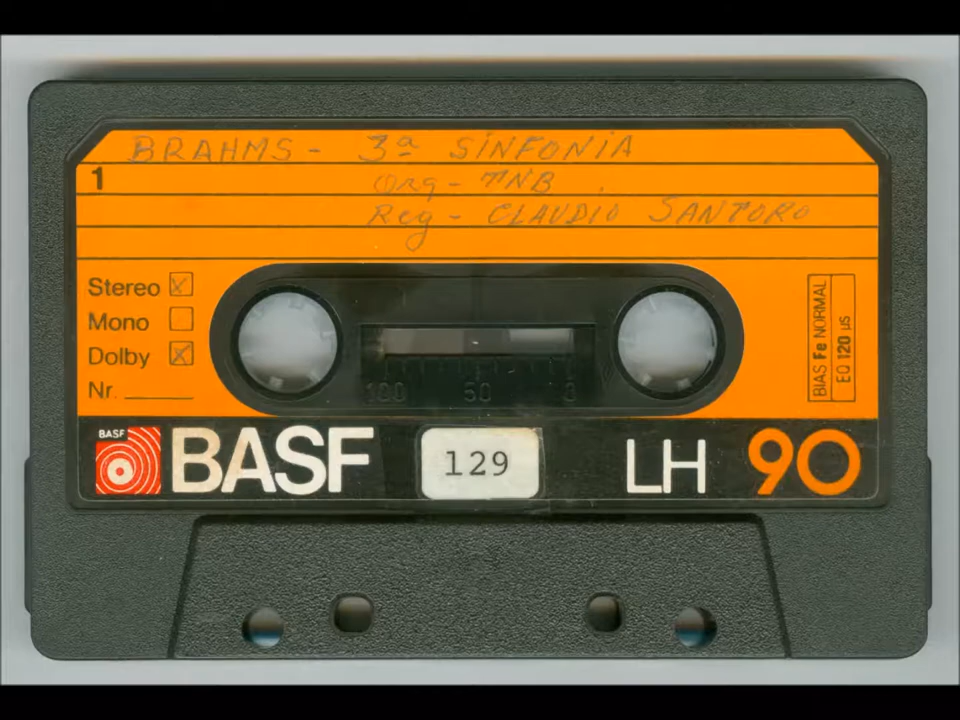 BRAHMS - 3ª SINFONIA
1
Org - TNB
Reg - CLAUDIO SANTORO
Stereo
Mono
Dolby
Nr.
BIAS Fe NORMAL
EQ 120 µs
100 50 0
BASF
BASF
129
LH 90